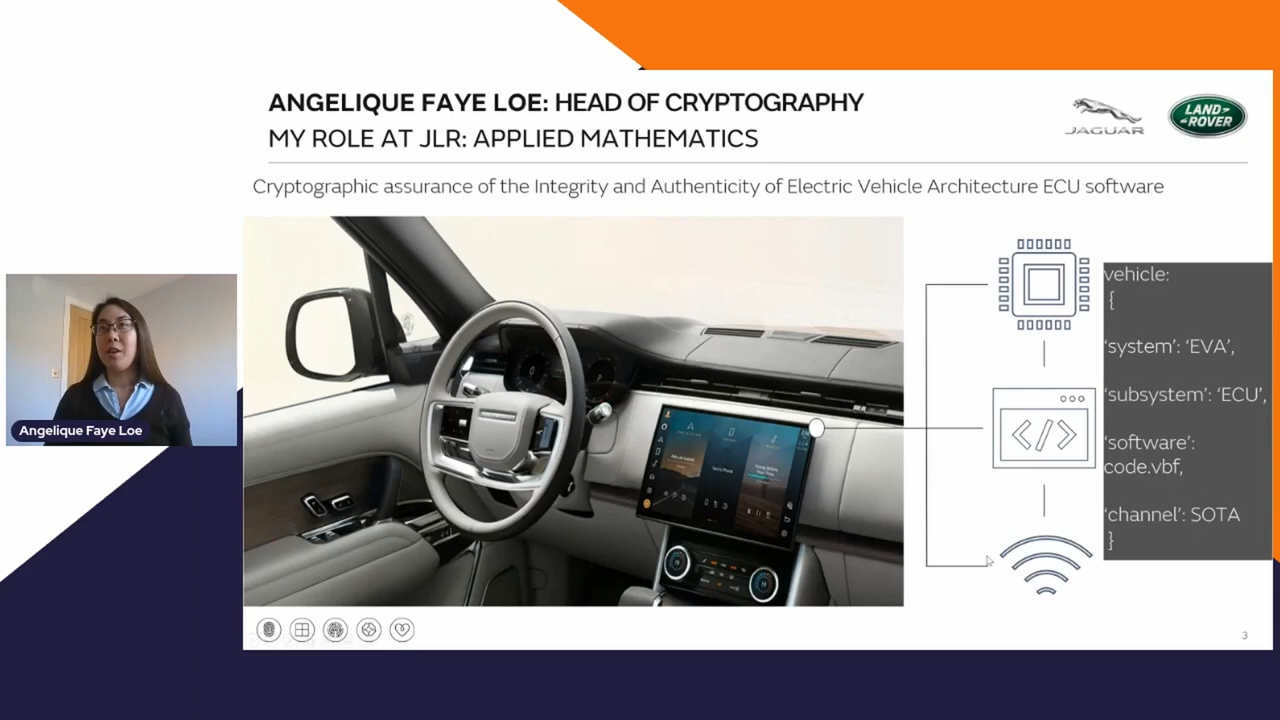 ANGELIQUE FAYE LOE: HEAD OF CRYPTOGRAPHY
MY ROLE AT JLR: APPLIED MATHEMATICS
JAGUAR
LAND-
-ROVER
Cryptographic assurance of the Integrity and Authenticity of Electric Vehicle Architecture ECU software
vehicle:
{
'system': 'EVA',
'subsystem': 'ECU',
'software':
code.vbf,
'channel': SOTA
}
</>
Angelique Faye Loe
3